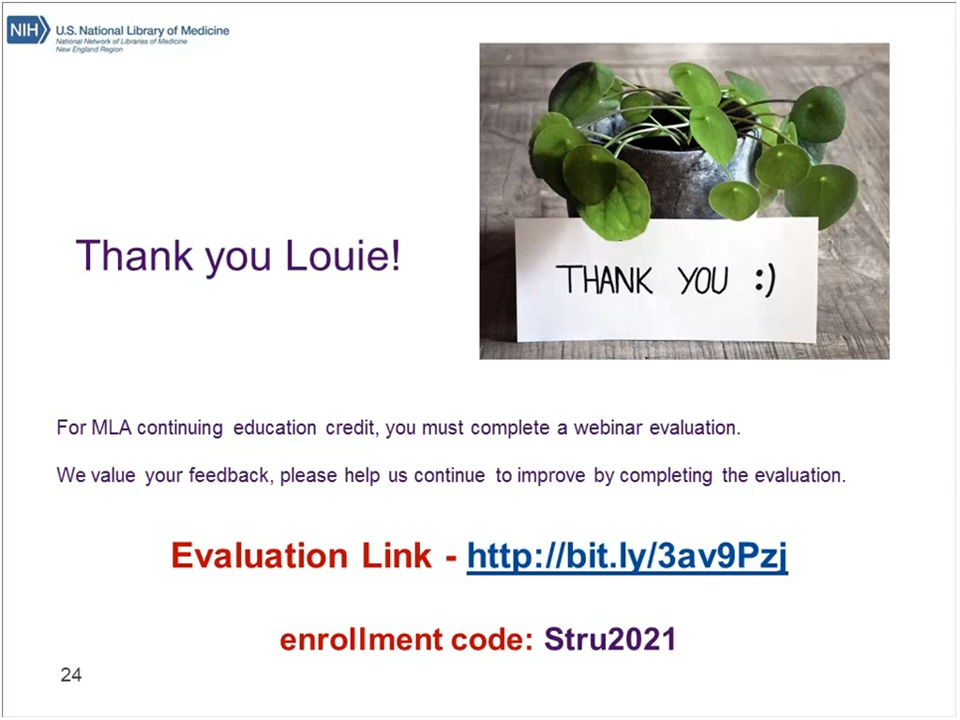 NIH
U.S. National Library of Medicine
National Network of Libraries of Medicine
New England Region
Thank you Louie!
THANK YOU :)
For MLA continuing education credit, you must complete a webinar evaluation.
We value your feedback, please help us continue to improve by completing the evaluation.
Evaluation Link - http://bit.ly/3av9Pzj
enrollment code: Stru2021
24